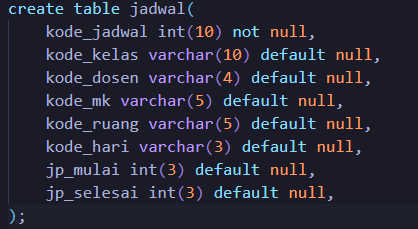 create table jadwal(
    kode_jadwal int(10) not null,
    kode_kelas varchar(10) default null,
    kode_dosen varchar(4) default null,
    kode_mk varchar(5) default null,
    kode_ruang varchar(5) default null,
    kode_hari varchar(3) default null,
    jp_mulai int(3) default null,
    jp_selesai int(3) default null,
);